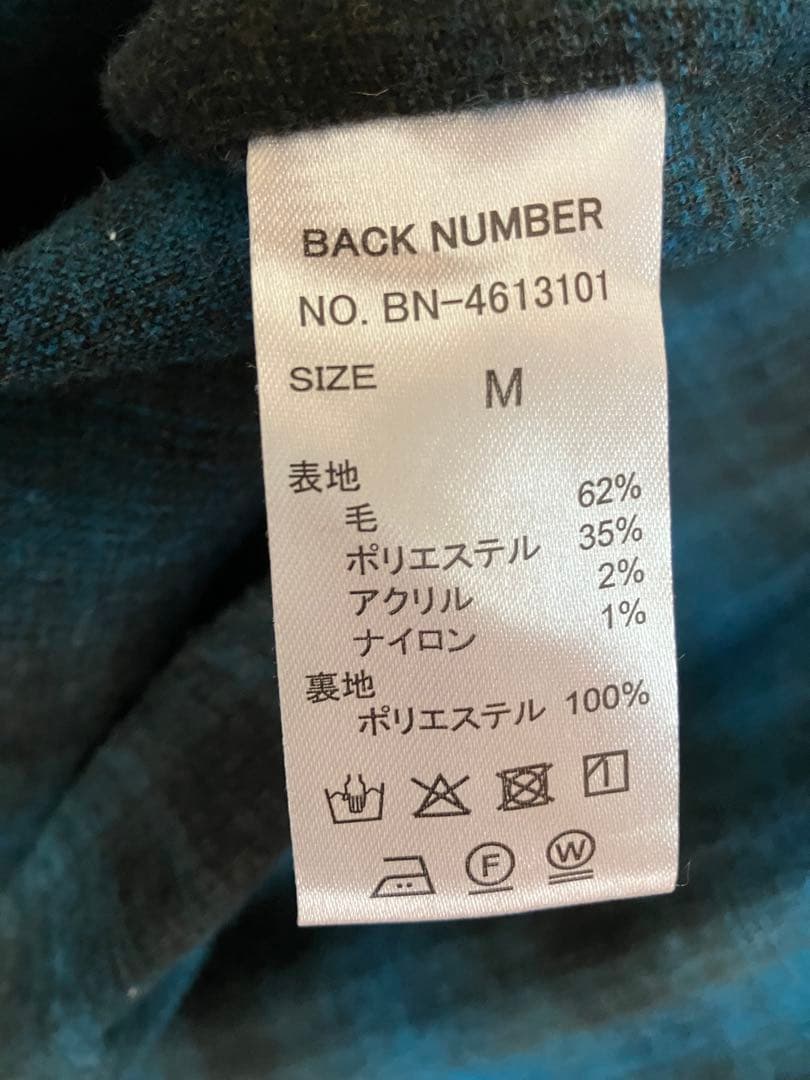 BACK NUMBER
NO. BN-4613101
SIZE M
表地
毛 62%
ポリエステル 35%
アクリル 2%
ナイロン 1%
裏地
ポリエステル 100%
F W